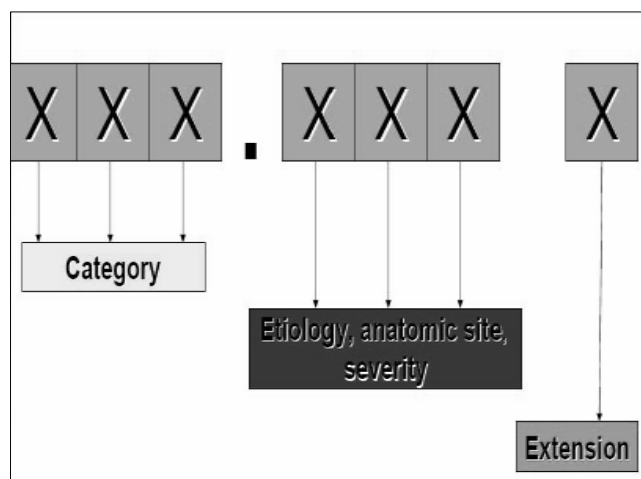 X X X . X X X X
Category
Etiology, anatomic site,
severity
Extension